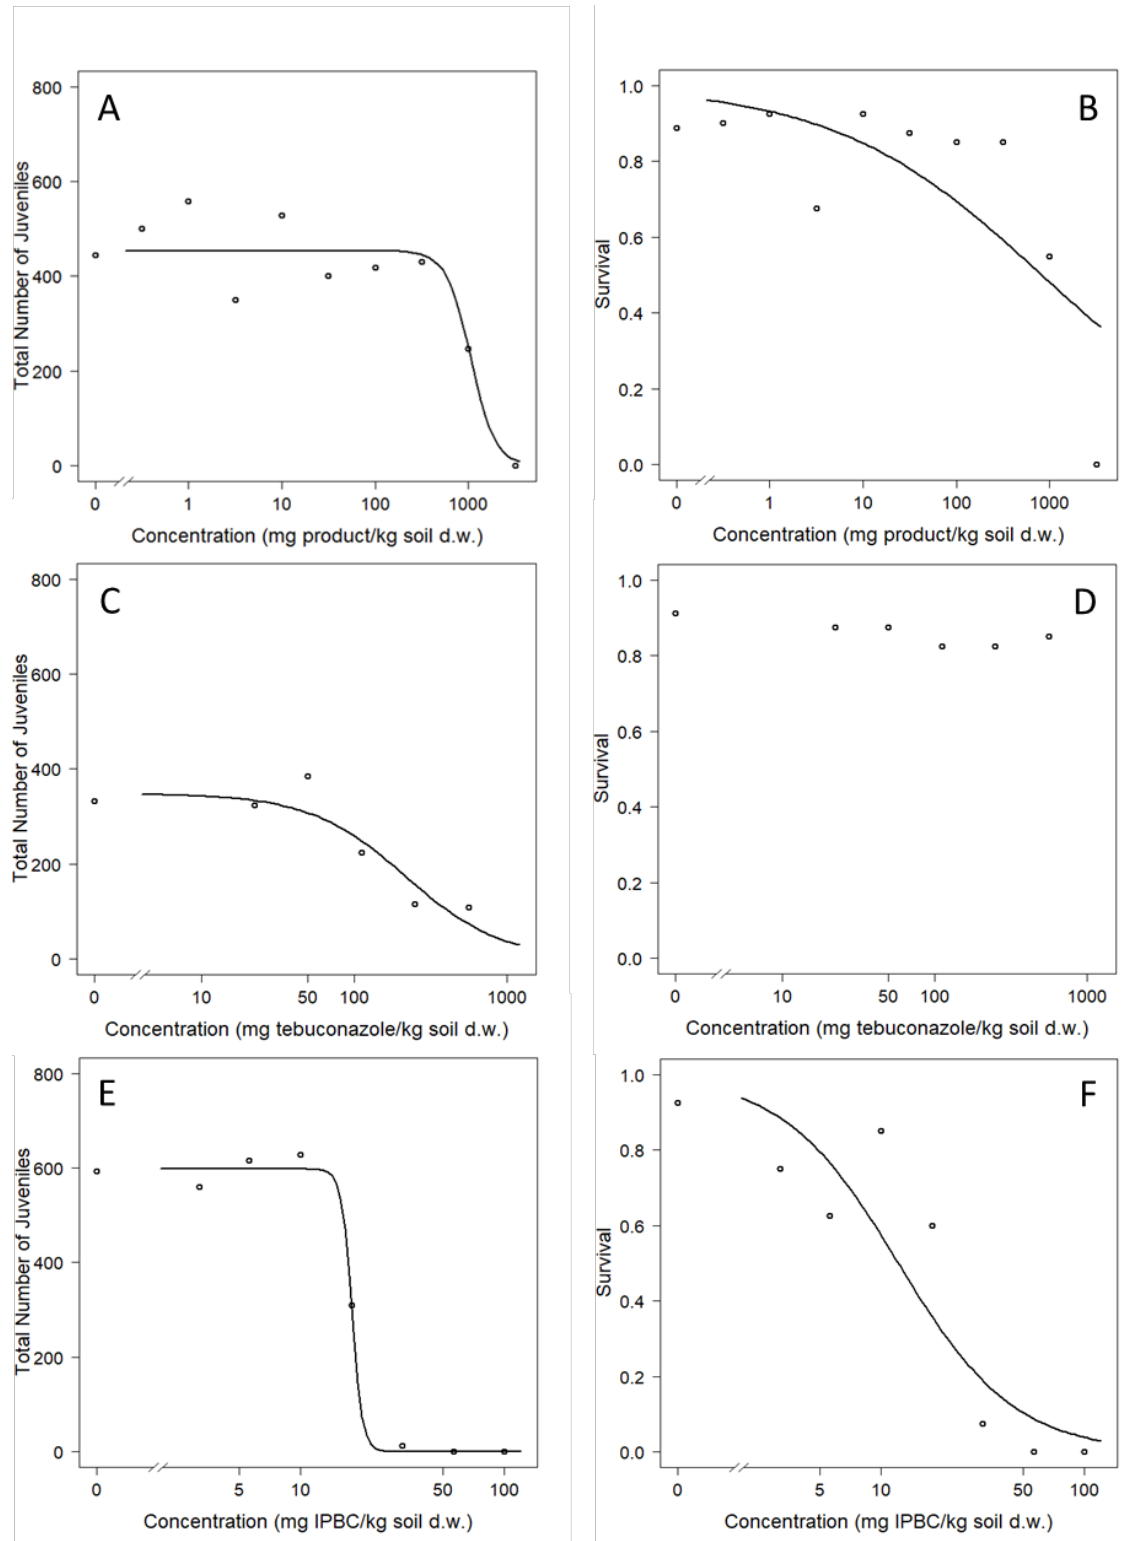 A
Total Number of Juveniles
800
600
400
200
0
0 1 10 100 1000
Concentration (mg product/kg soil d.w.)
B
Survival
1.0
0.8
0.6
0.4
0.2
0.0
0 1 10 100 1000
Concentration (mg product/kg soil d.w.)
C
Total Number of Juveniles
800
600
400
200
0
0 10 50 100 1000
Concentration (mg tebuconazole/kg soil d.w.)
D
Survival
1.0
0.8
0.6
0.4
0.2
0.0
0 10 50 100 1000
Concentration (mg tebuconazole/kg soil d.w.)
E
Total Number of Juveniles
800
600
400
200
0
0 5 10 50 100
Concentration (mg IPBC/kg soil d.w.)
F
Survival
1.0
0.8
0.6
0.4
0.2
0.0
0 5 10 50 100
Concentration (mg IPBC/kg soil d.w.)